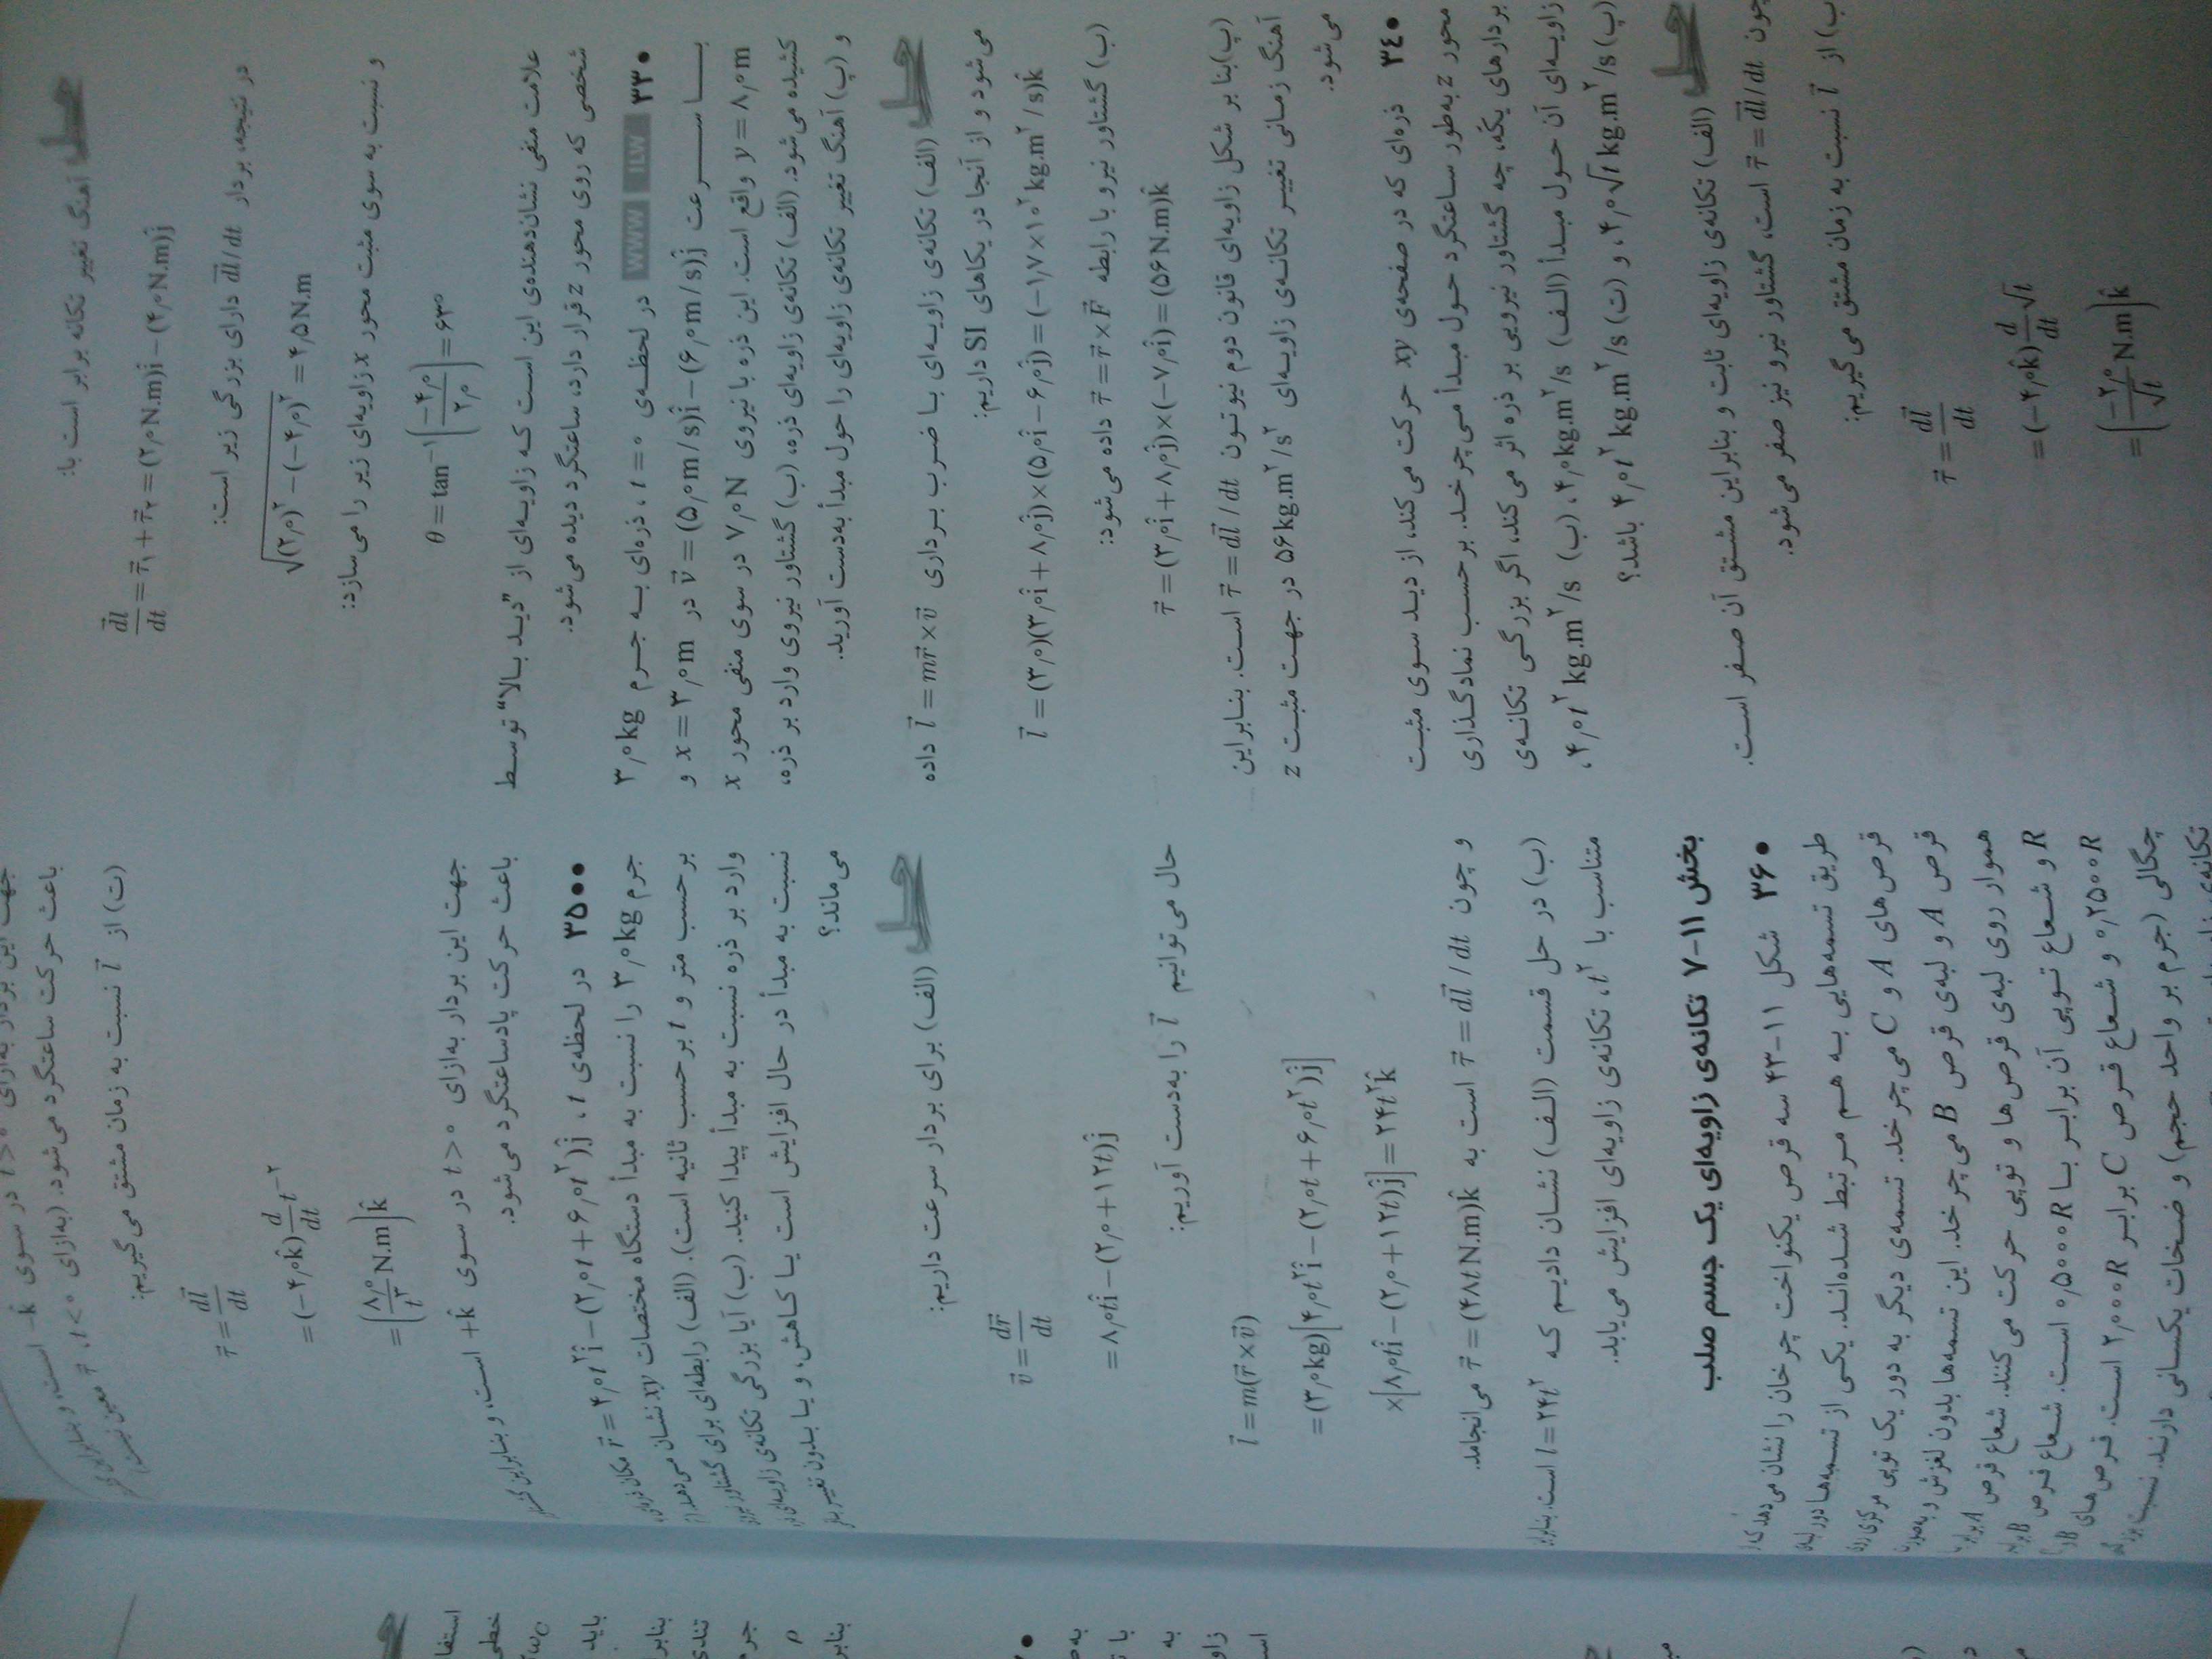 حل آهنگ تغییر تکانه برابر است با:
$\frac{\vec{d}l}{dt} = \vec{\tau}_۱ + \vec{\tau}_۲ = (۲٫۰ N.m)\hat{i} - (۴٫۰ N.m)\hat{j}$
در نتیجه، بردار $\vec{dl}/dt$ دارای بزرگی زیر است:
$\sqrt{(۲٫۰)^۲ - (-۴٫۰)^۲} = ۴٫۵ N.m$
و نسبت به سوی مثبت محور x زاویه‌ای زیر را می‌سازد:
$\theta = \tan^{-۱}\left(\frac{-۴٫۰}{۲٫۰}\right) = ۶۳°$
علامت منفی نشان‌دهنده‌ی این است که زاویه‌ای از "دید بالا" توسط
شخصی که روی محور z قرار دارد، ساعتگرد دیده می‌شود.
•۳۳ ILW WWW در لحظه‌ی t = ۰، ذره‌ای به جرم ۳٫۰ kg
با سرعت $\vec{v} = (۵٫۰ m/s)\hat{i} - (۶٫۰ m/s)\hat{j}$ در x = ۳٫۰ m و
y = ۸٫۰ m واقع است. این ذره با نیروی ۷٫۰ N در سوی منفی محور x
کشیده می‌شود. (الف) تکانه‌ی زاویه‌ای ذره، (ب) گشتاور نیروی وارد بر ذره،
و (پ) آهنگ تغییر تکانه‌ی زاویه‌ای را حول مبدأ به‌دست آورید.
حل (الف) تکانه‌ی زاویه‌ای با ضرب برداری $\vec{l} = m\vec{r} \times \vec{v}$ داده
می‌شود و از آنجا در یکاهای SI داریم:
$\vec{l} = (۳٫۰)(۳٫۰\hat{i} + ۸٫۰\hat{j}) \times (۵٫۰\hat{i} - ۶٫۰\hat{j}) = (-۱٫۷ \times ۱۰^۲ kg.m^۲/s)\hat{k}$
(ب) گشتاور نیرو با رابطه $\vec{\tau} = \vec{r} \times \vec{F}$ داده می‌شود:
$\vec{\tau} = (۳٫۰\hat{i} + ۸٫۰\hat{j}) \times (-۷٫۰\hat{i}) = (۵۶ N.m)\hat{k}$
(پ)بنا بر شکل زاویه‌ای قانون دوم نیوتون $\vec{\tau} = d\vec{l}/dt$ است. بنابراین
آهنگ زمانی تغییر تکانه‌ی زاویه‌ای $۵۶ kg.m^۲/s^۲$ در جهت مثبت z
می‌شود.
•۳٤ ذره‌ای که در صفحه‌ی xy حرکت می‌کند، از دید سوی مثبت
محور z به‌طور ساعتگرد حول مبدأ می‌چرخد. برحسب نمادگذاری
بردارهای یکّه، چه گشتاور نیرویی بر ذره اثر می‌کند، اگر بزرگی تکانه‌ی
زاویه‌ای آن حول مبدأ (الف) $۴٫۰ kg.m^۲/s$، (ب) $۴٫۰ t^۲ kg.m^۲/s$،
(پ) $۴٫۰\sqrt{t} kg.m^۲/s$، و (ت) $۴٫۰ t^۲ kg.m^۲/s$ باشد؟
حل (الف) تکانه‌ی زاویه‌ای ثابت و بنابراین مشتق آن صفر است.
چون $\vec{\tau} = \vec{dl}/dt$ است، گشتاور نیرو نیز صفر می‌شود.
ب) از $\vec{l}$ نسبت به زمان مشتق می‌گیریم:
$\vec{\tau} = \frac{d\vec{l}}{dt}$
$= (-۴٫۰\hat{k})\frac{d}{dt}\sqrt{t}$
$= \left(\frac{-۲٫۰}{\sqrt{t}} N.m\right)\hat{k}$
جهت این بردار به‌ازای t > ۰ در سوی $-\hat{k}$ است، و بنابراین
باعث حرکت ساعتگرد می‌شود. (به‌ازای t < ۰، $\vec{\tau}$ معین نیست.)
(ت) از $\vec{l}$ نسبت به زمان مشتق می‌گیریم:
$\vec{\tau} = \frac{d\vec{l}}{dt}$
$= (-۴٫۰\hat{k})\frac{d}{dt}t^{-۲}$
$= \left(\frac{۸٫۰}{t^۳} N.m\right)\hat{k}$
جهت این بردار به‌ازای t > ۰ در سوی $+\hat{k}$ است، و بنابراین گشتاور
باعث حرکت پادساعتگرد می‌شود.
••۳۵ در لحظه‌ی t، $\vec{r} = ۴٫۰t^۲\hat{i} - (۲٫۰t + ۶٫۰t^۲)\hat{j}$ مکان ذره‌ای
جرم ۳٫۰ kg را نسبت به مبدأ دستگاه مختصات xy نشان می‌دهد.
برحسب متر و t برحسب ثانیه است). (الف) رابطه‌ای برای گشتاور نیروی
وارد بر ذره نسبت به مبدأ پیدا کنید. (ب) آیا بزرگی تکانه‌ی زاویه‌ای
نسبت به مبدأ در حال افزایش است یا کاهش، و یا بدون تغییر باقی
می‌ماند؟
حل (الف) برای بردار سرعت داریم:
$\vec{v} = \frac{d\vec{r}}{dt}$
$= ۸٫۰t\hat{i} - (۲٫۰ + ۱۲t)\hat{j}$
حال می‌توانیم $\vec{l}$ را به‌دست آوریم:
$\vec{l} = m(\vec{r} \times \vec{v})$
$= (۳٫۰ kg)[۴٫۰t^۲\hat{i} - (۲٫۰t + ۶٫۰t^۲)\hat{j}]$
$\times[۸٫۰t\hat{i} - (۲٫۰ + ۱۲t)\hat{j}] = ۲۴t^۲\hat{k}$
و چون $\vec{\tau} = d\vec{l}/dt$ است به $\vec{\tau} = (۴۸t N.m)\hat{k}$ می‌انجامد.
(ب) در حل قسمت (الف) نشان دادیم که $l = ۲۴t^۲$ است. بنابراین
متناسب با $t^۲$، تکانه‌ی زاویه‌ای افزایش می‌یابد.
بخش ۱۱-۷ تکانه‌ی زاویه‌ای یک جسم صلب
•۳۶ شکل ۱۱-۴۳ سه قرص یکنواخت چرخان را نشان می‌دهد که از
طریق تسمه‌هایی به هم مرتبط شده‌اند. یکی از تسمه‌ها دور لبه‌ی
قرص‌های A و C می‌چرخد. تسمه‌ی دیگر به دور یک توپی مرکزی روی
قرص A و لبه‌ی قرص B می‌چرخد. این تسمه‌ها بدون لغزش و به‌صورت
هموار روی لبه‌ی قرص‌ها و توپی حرکت می‌کنند. شعاع قرص A برابر با
R و شعاع توپی آن برابر با ۰٫۵۰۰۰R است. شعاع قرص B برابر
۰٫۲۵۰۰R و شعاع قرص C برابر ۲٫۰۰۰R است. قرص‌های B و C
چگالی (جرم بر واحد حجم) و ضخات یکسانی دارند. نسبت بزرگی
تکانه‌ی
استفا
خطی
باید
بنابرا
تندی
جرم
ρ
بنابر
با
به
زاو
اس